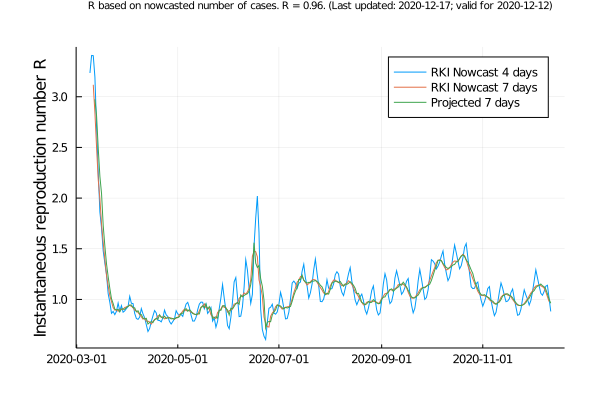 R based on nowcasted number of cases. R = 0.96. (Last updated: 2020-12-17; valid for 2020-12-12)
Instantaneous reproduction number R
3.0
2.5
2.0
1.5
1.0
RKI Nowcast 4 days
RKI Nowcast 7 days
Projected 7 days
2020-03-01
2020-05-01
2020-07-01
2020-09-01
2020-11-01